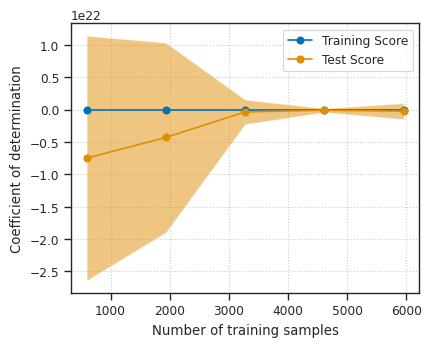 1e22
Training Score
Test Score
1.0
0.5
0.0
−0.5
−1.0
−1.5
−2.0
−2.5
Coefficient of determination
1000 2000 3000 4000 5000 6000
Number of training samples